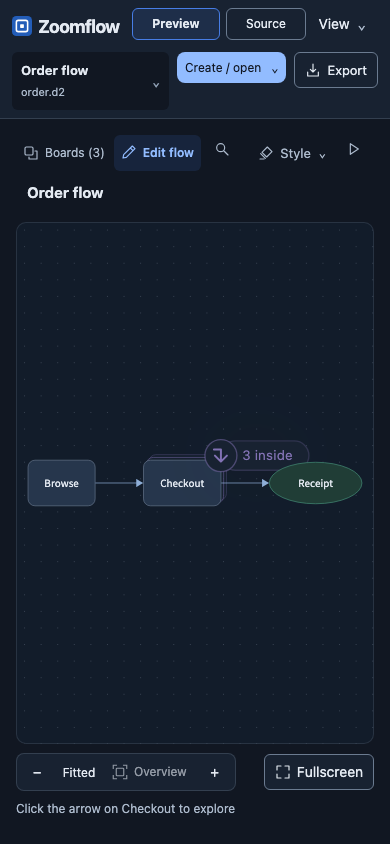 Zoomflow
Preview
Source
View
Order flow
order.d2
Create / open
Export
Boards (3)
Edit flow
Style
Order flow
3 inside
Browse
Checkout
Receipt
Fitted
Overview
Fullscreen
Click the arrow on Checkout to explore